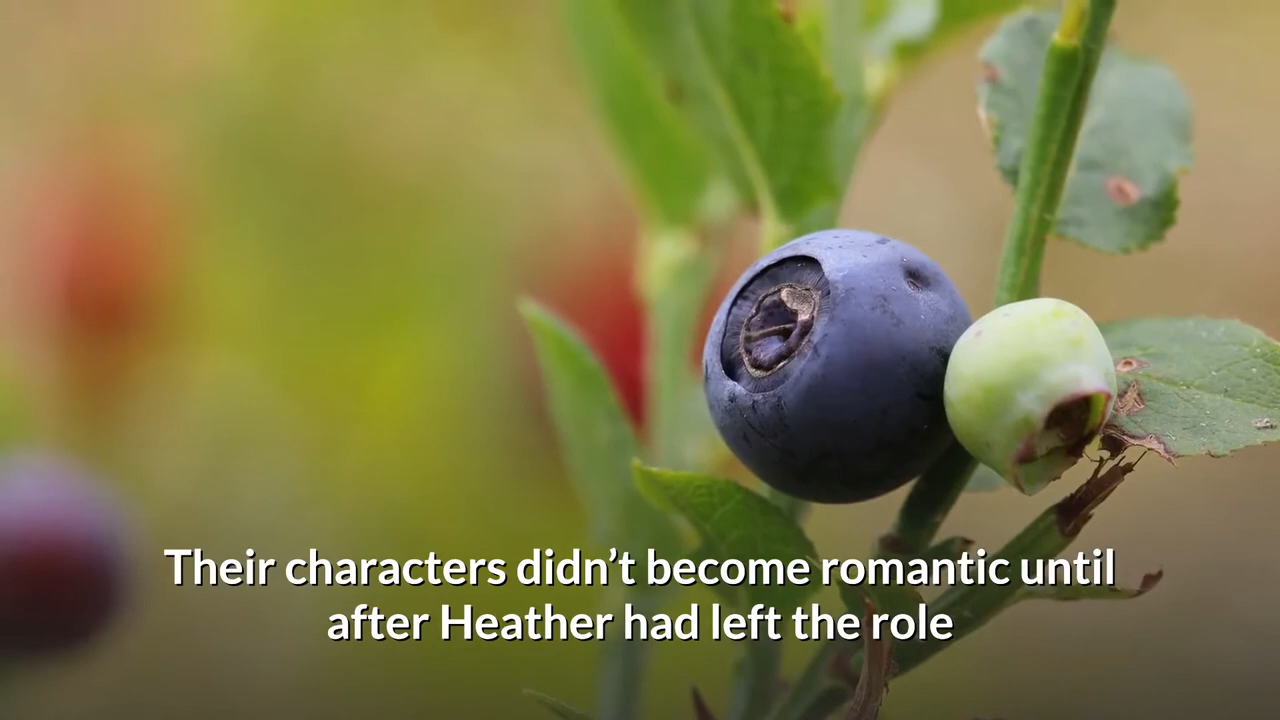 Their characters didn’t become romantic until
after Heather had left the role